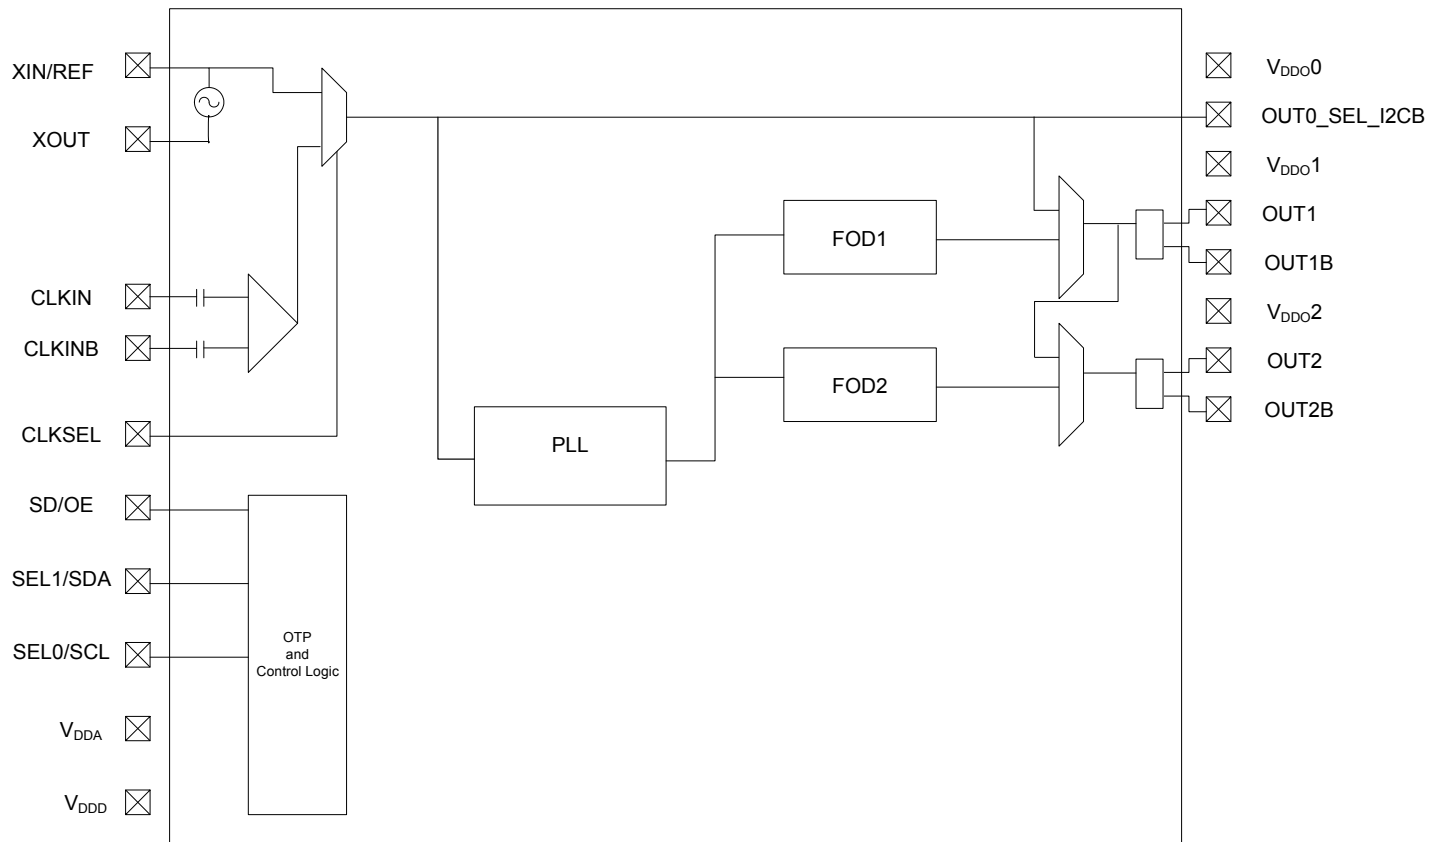 XIN/REF
XOUT
CLKIN
CLKINB
CLKSEL
SD/OE
SEL1/SDA
SEL0/SCL
VDDA
VDDD
OTP
and
Control Logic
PLL
FOD1
FOD2
VDDO0
OUT0_SEL_I2CB
VDDO1
OUT1
OUT1B
VDDO2
OUT2
OUT2B